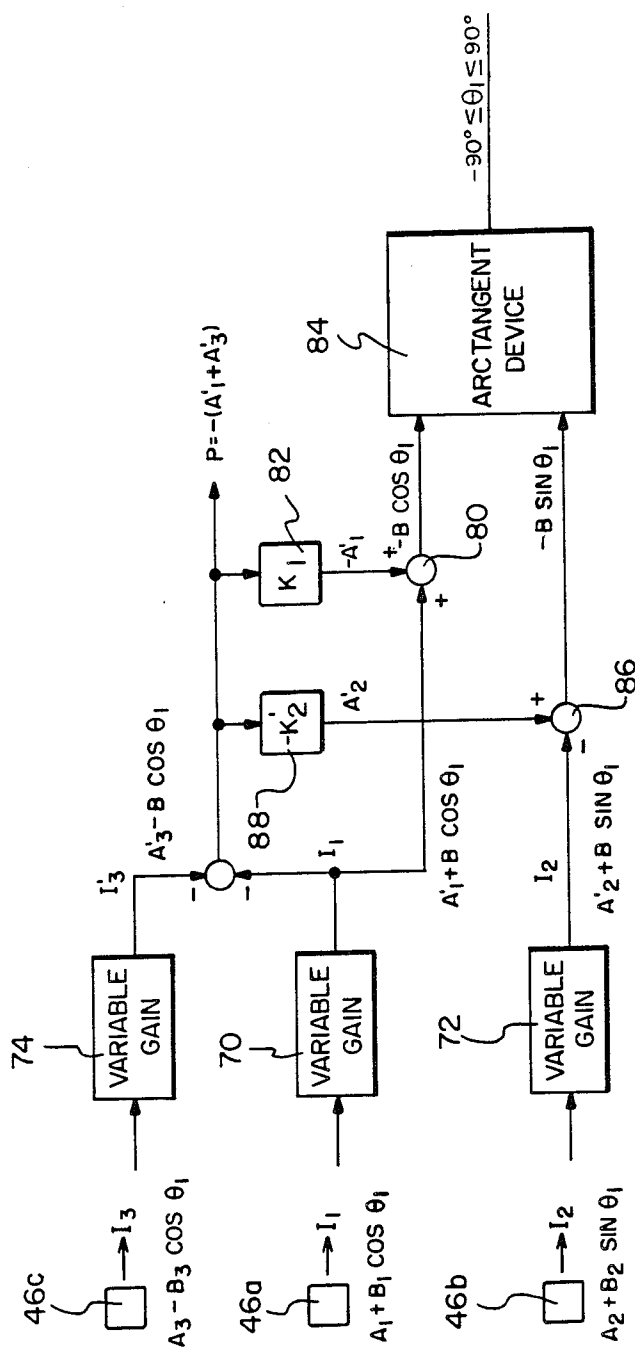 46c
I3
A3-B3 COS θ1
74
VARIABLE
GAIN
I'3
A'3-B COS θ1
-
-
P=-(A'1+A'3)
46a
I1
A1+B1 COS θ1
70
VARIABLE
GAIN
I1
A'1+B COS θ1
88
-K'2
A'2
K1
82
-A'1
+
+
80
-B COS θ1
46b
I2
A2+B2 SIN θ1
72
VARIABLE
GAIN
I2
A'2+B SIN θ1
+
-
86
-B SIN θ1
84
ARCTANGENT
DEVICE
-90°≤θ1≤90°